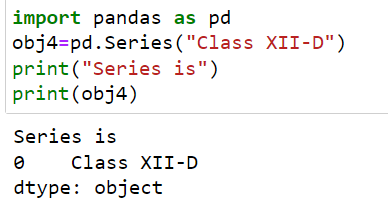 import pandas as pd
obj4=pd.Series("Class XII-D")
print("Series is")
print(obj4)
Series is
0    Class XII-D
dtype: object